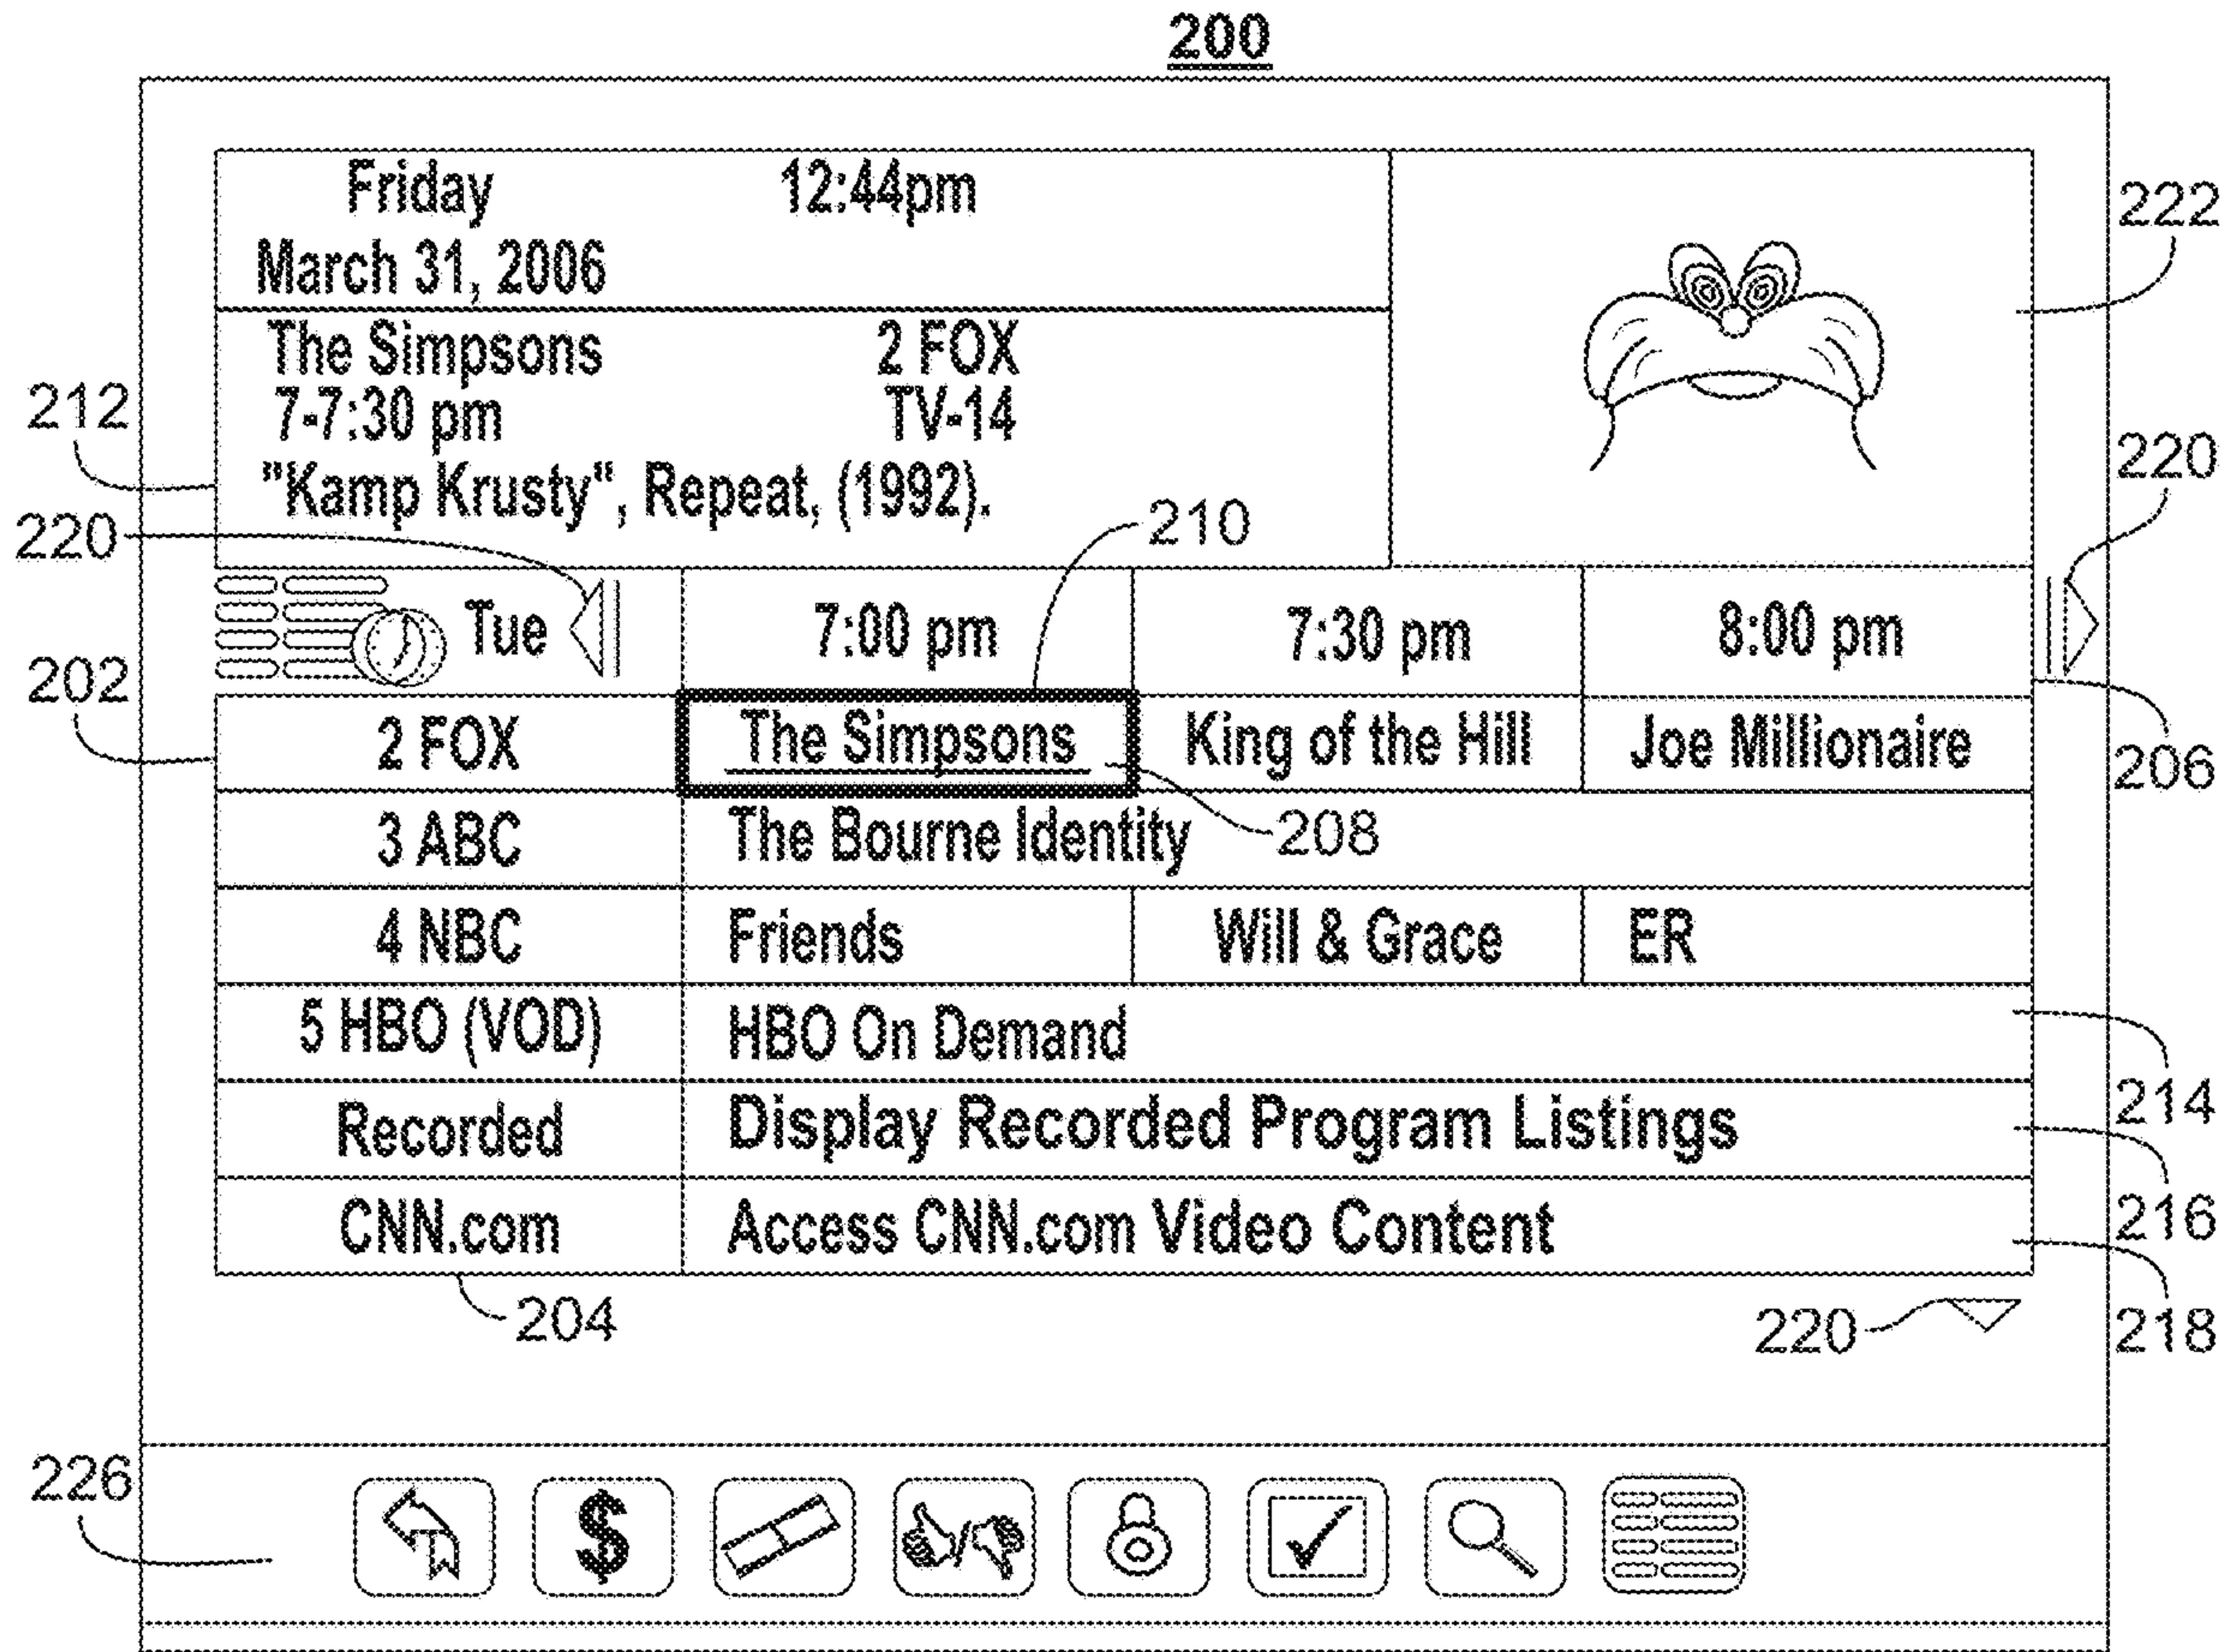 200
Friday 12:44pm
March 31, 2006
222
The Simpsons 2 FOX
212
7-7:30 pm TV-14
220
"Kamp Krusty", Repeat, (1992).
210
220
Tue 7:00 pm 7:30 pm 8:00 pm
202
2 FOX The Simpsons King of the Hill Joe Millionaire
206
3 ABC The Bourne Identity 208
4 NBC Friends Will & Grace ER
5 HBO (VOD) HBO On Demand
214
Recorded Display Recorded Program Listings
216
CNN.com Access CNN.com Video Content
204
220
218
226
$